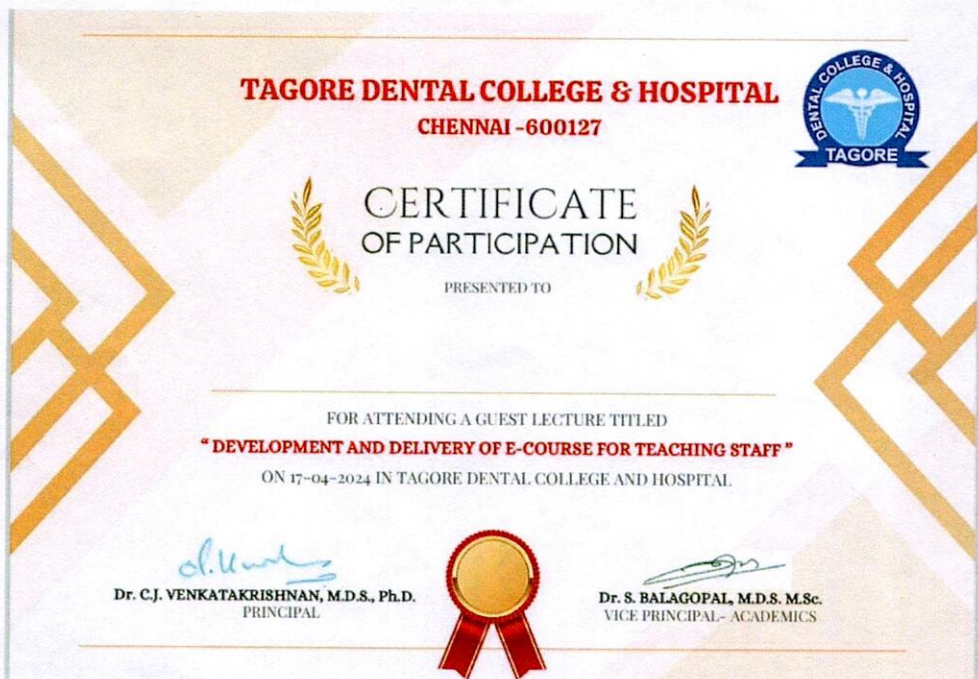 TAGORE DENTAL COLLEGE & HOSPITAL
CHENNAI -600127
DENTAL COLLEGE & HOSPITAL
TAGORE
CERTIFICATE
OF PARTICIPATION
PRESENTED TO
FOR ATTENDING A GUEST LECTURE TITLED
“ DEVELOPMENT AND DELIVERY OF E-COURSE FOR TEACHING STAFF ”
ON 17-04-2024 IN TAGORE DENTAL COLLEGE AND HOSPITAL
Dr. C.J. VENKATAKRISHNAN, M.D.S., Ph.D.
PRINCIPAL
Dr. S. BALAGOPAL, M.D.S. M.Sc.
VICE PRINCIPAL- ACADEMICS